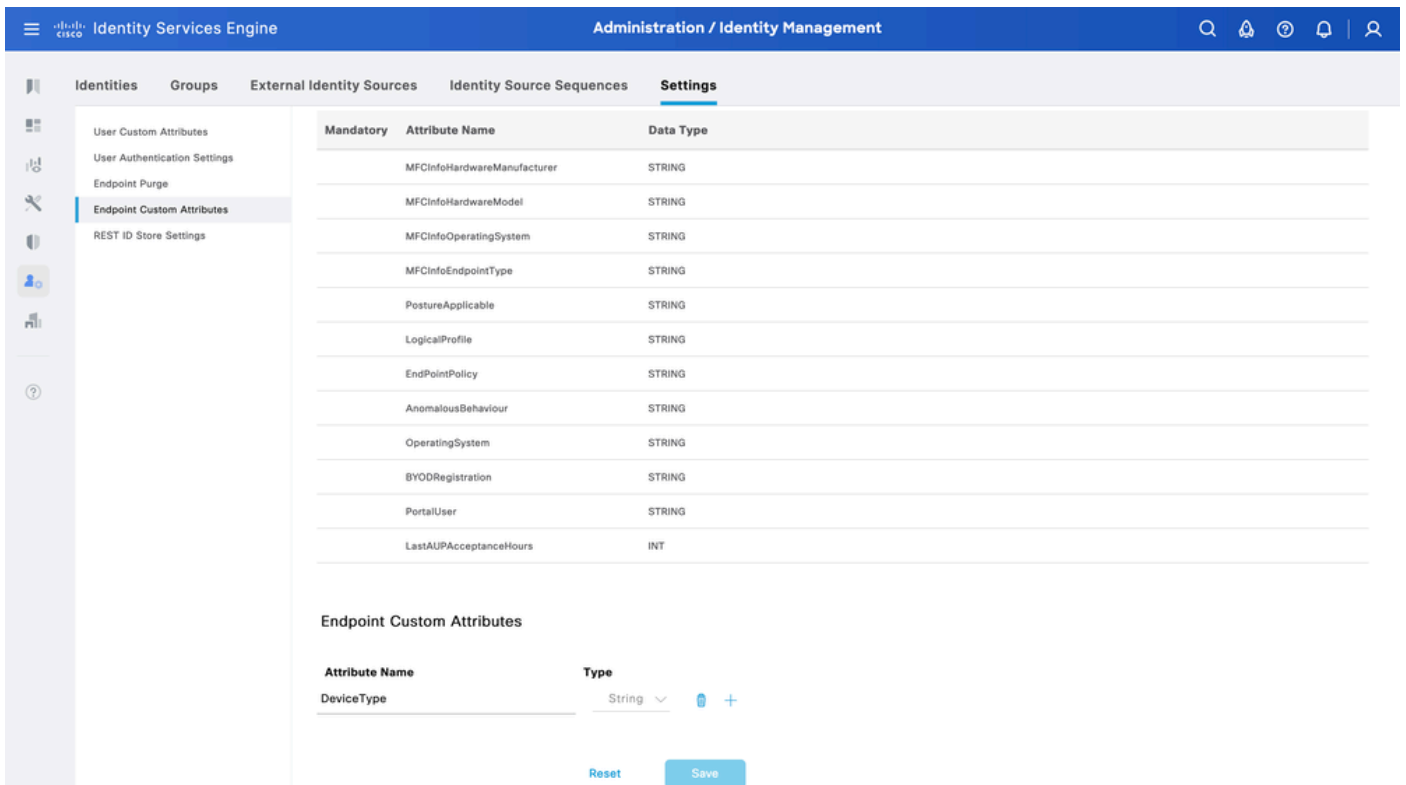 cisco Identity Services Engine
Administration / Identity Management
Identities Groups External Identity Sources Identity Source Sequences Settings
User Custom Attributes
User Authentication Settings
Endpoint Purge
Endpoint Custom Attributes
REST ID Store Settings
Mandatory Attribute Name Data Type
MFCInfoHardwareManufacturer STRING
MFCInfoHardwareModel STRING
MFCInfoOperatingSystem STRING
MFCInfoEndpointType STRING
PostureApplicable STRING
LogicalProfile STRING
EndPointPolicy STRING
AnomalousBehaviour STRING
OperatingSystem STRING
BYODRegistration STRING
PortalUser STRING
LastAUPAcceptanceHours INT
Endpoint Custom Attributes
Attribute Name Type
DeviceType String
Reset Save